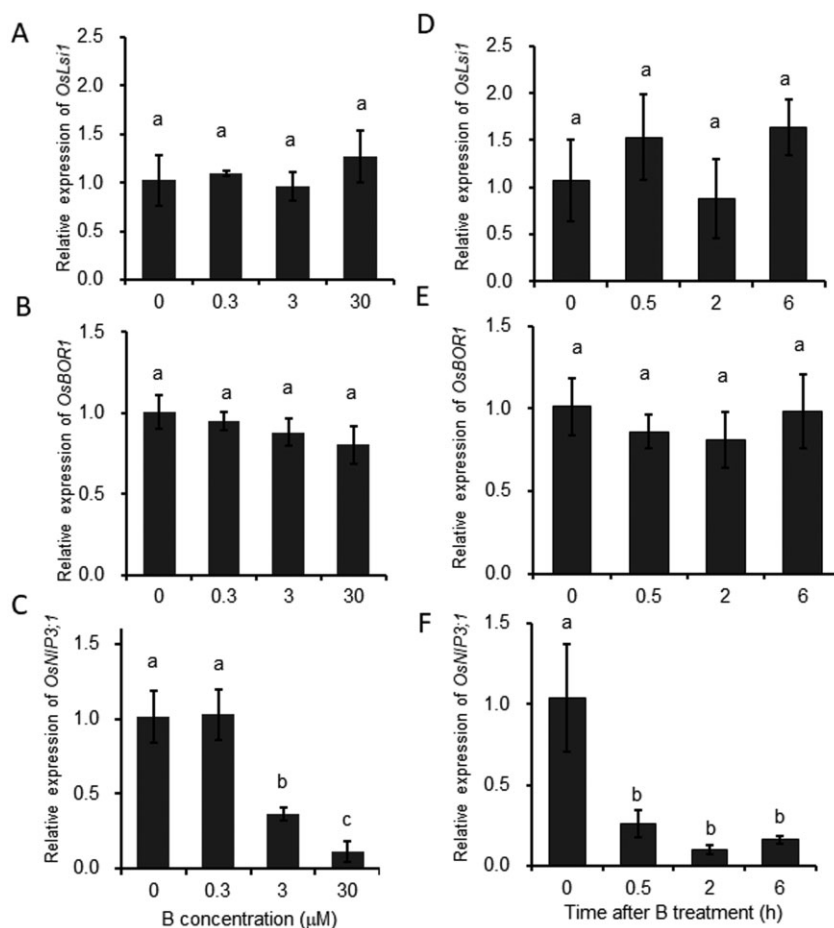 A
Relative expression of OsLsi1
2.5
2.0
1.5
1.0
0.5
0.0
a
a
a
a
0 0.3 3 30
B
Relative expression of OsBOR1
1.5
1.0
0.5
0.0
a
a
a
a
0 0.3 3 30
C
Relative expression of OsNIP3;1
1.5
1.0
0.5
0.0
a
a
b
c
0 0.3 3 30
B concentration (μM)
D
Relative expression of OsLsi1
2.5
2.0
1.5
1.0
0.5
0.0
a
a
a
a
0 0.5 2 6
E
Relative expression of OsBOR1
1.5
1.0
0.5
0.0
a
a
a
a
0 0.5 2 6
F
Relative expression of OsNIP3;1
1.5
1.0
0.5
0.0
a
b
b
b
0 0.5 2 6
Time after B treatment (h)